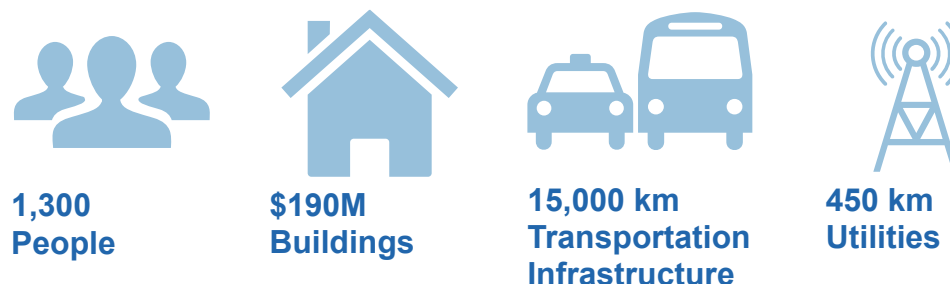 1,300
People
$190M
Buildings
15,000 km
Transportation
Infrastructure
450 km
Utilities